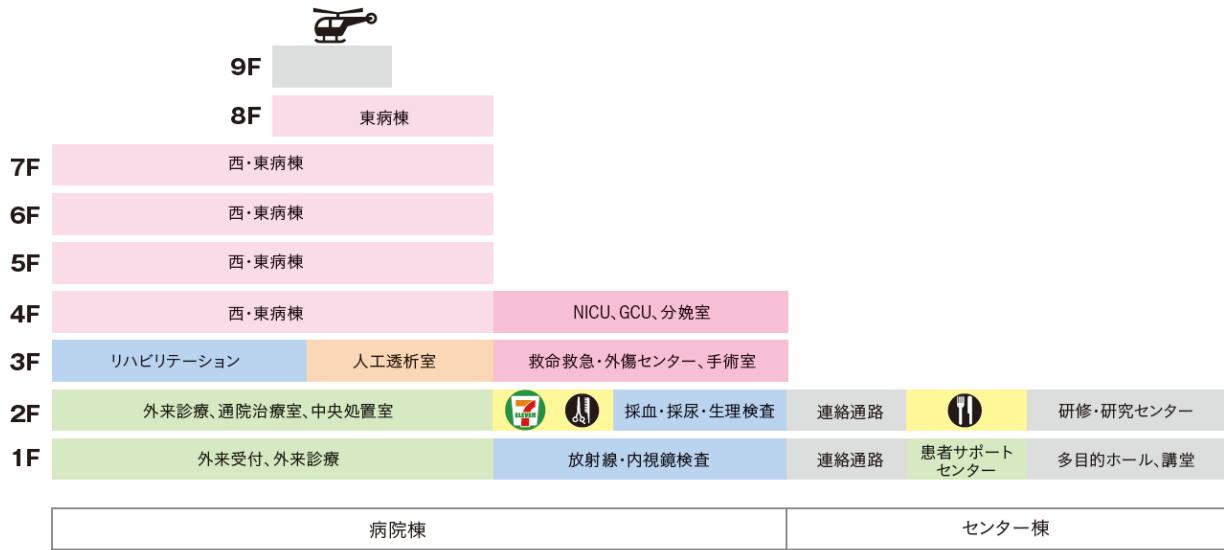 9F
8F
東病棟
7F
西・東病棟
6F
西・東病棟
5F
西・東病棟
4F
西・東病棟
NICU、GCU、分娩室
3F
リハビリテーション
人工透析室
救命救急・外傷センター、手術室
2F
外来診療、通院治療室、中央処置室
7
ELEVEn
採血・採尿・生理検査
連絡通路
研修・研究センター
1F
外来受付、外来診療
放射線・内視鏡検査
連絡通路
患者サポート
センター
多目的ホール、講堂
病院棟
センター棟